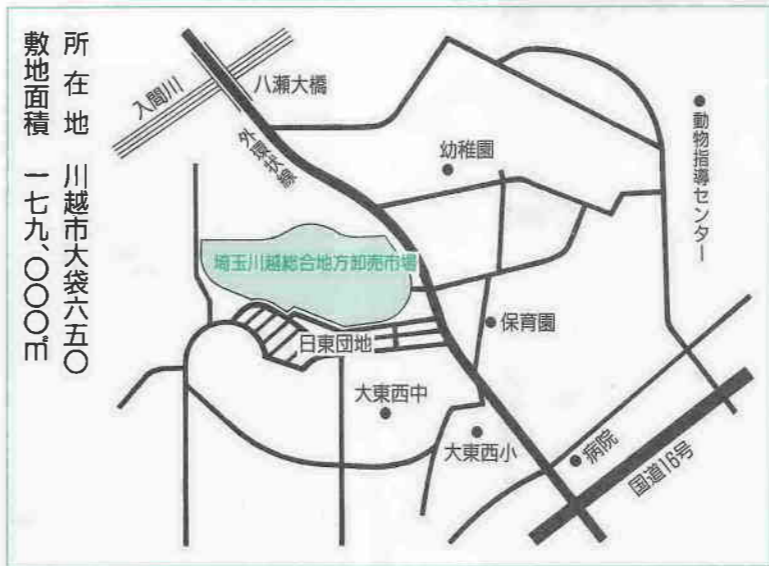 所在地 川越市大袋六五〇
敷地面積 一七九、〇〇〇㎡
入間川
八瀬大橋
外環状線
幼稚園
動物指導センター
埼玉川越総合地方卸売市場
保育園
日東団地
大東西中
大東西小
病院
国道16号